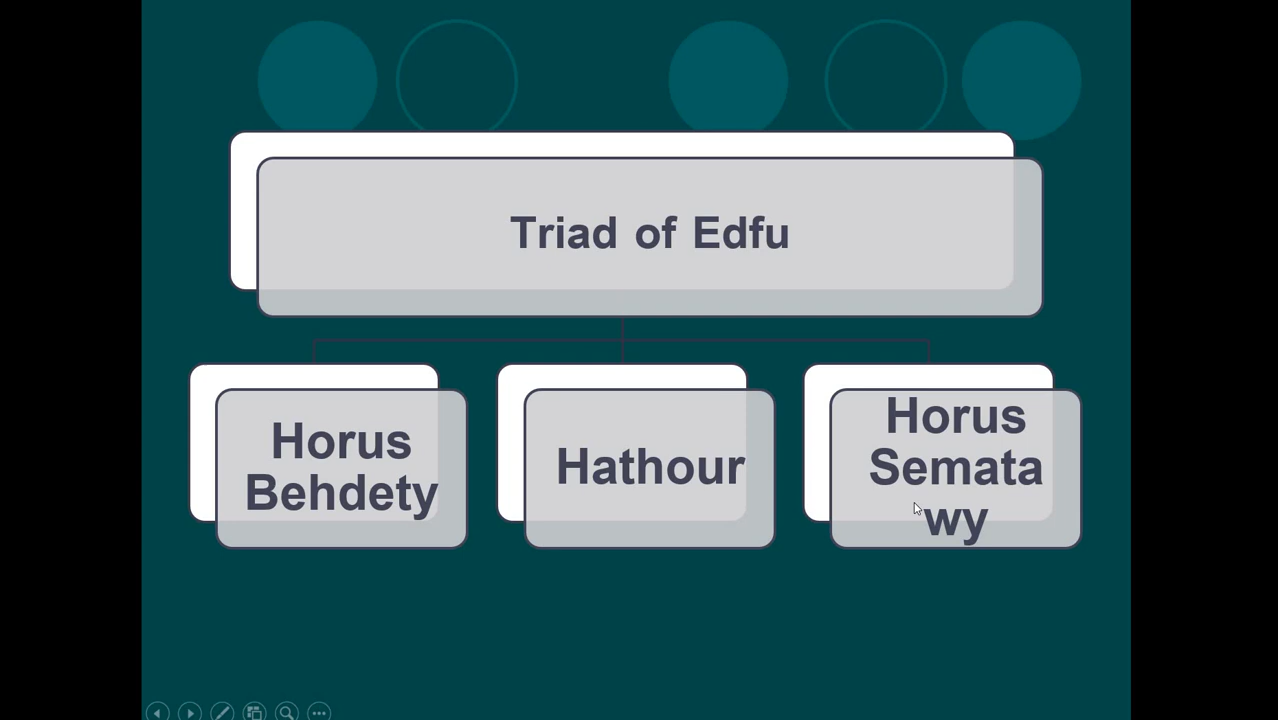 Triad of Edfu
Horus
Behdety
Hathour
Horus
Semata
wy